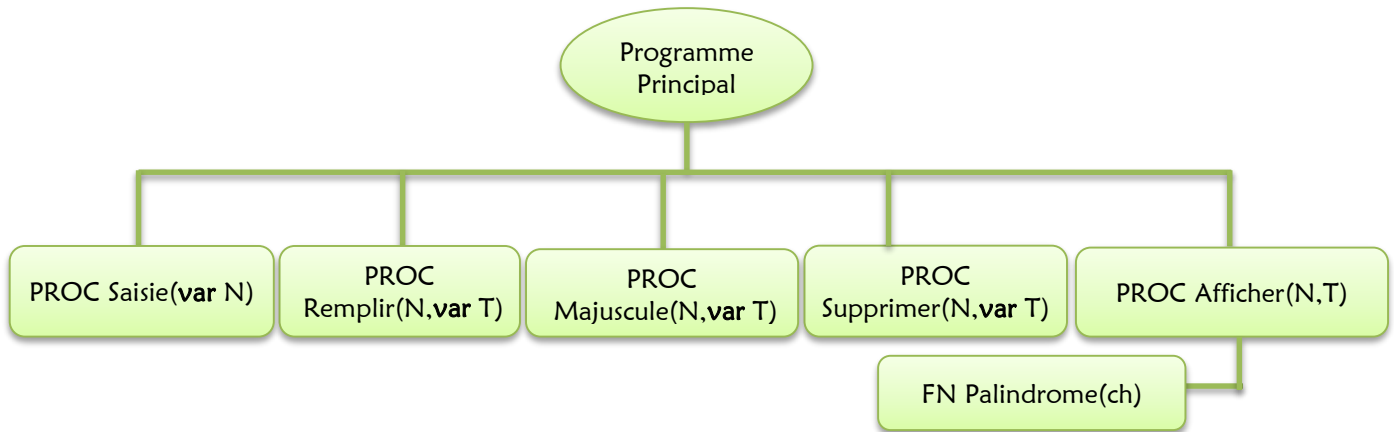 Programme
Principal
PROC Saisie(var N)
PROC
Remplir(N,var T)
PROC
Majuscule(N,var T)
PROC
Supprimer(N,var T)
PROC Afficher(N,T)
FN Palindrome(ch)